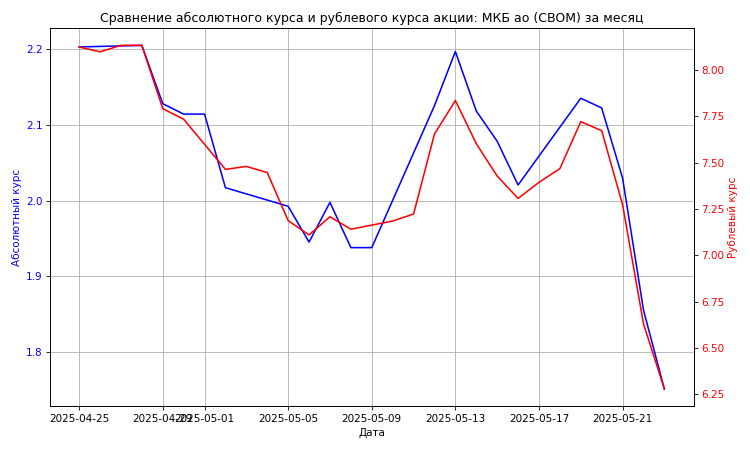 Сравнение абсолютного курса и рублевого курса акции: МКБ ао (CBOM) за месяц
2.2
2.1
2.0
1.9
1.8
Абсолютный курс
8.00
7.75
7.50
7.25
7.00
6.75
6.50
6.25
Рублевый курс
2025-04-25 2025-04-29 2025-05-01 2025-05-05 2025-05-09 2025-05-13 2025-05-17 2025-05-21
Дата